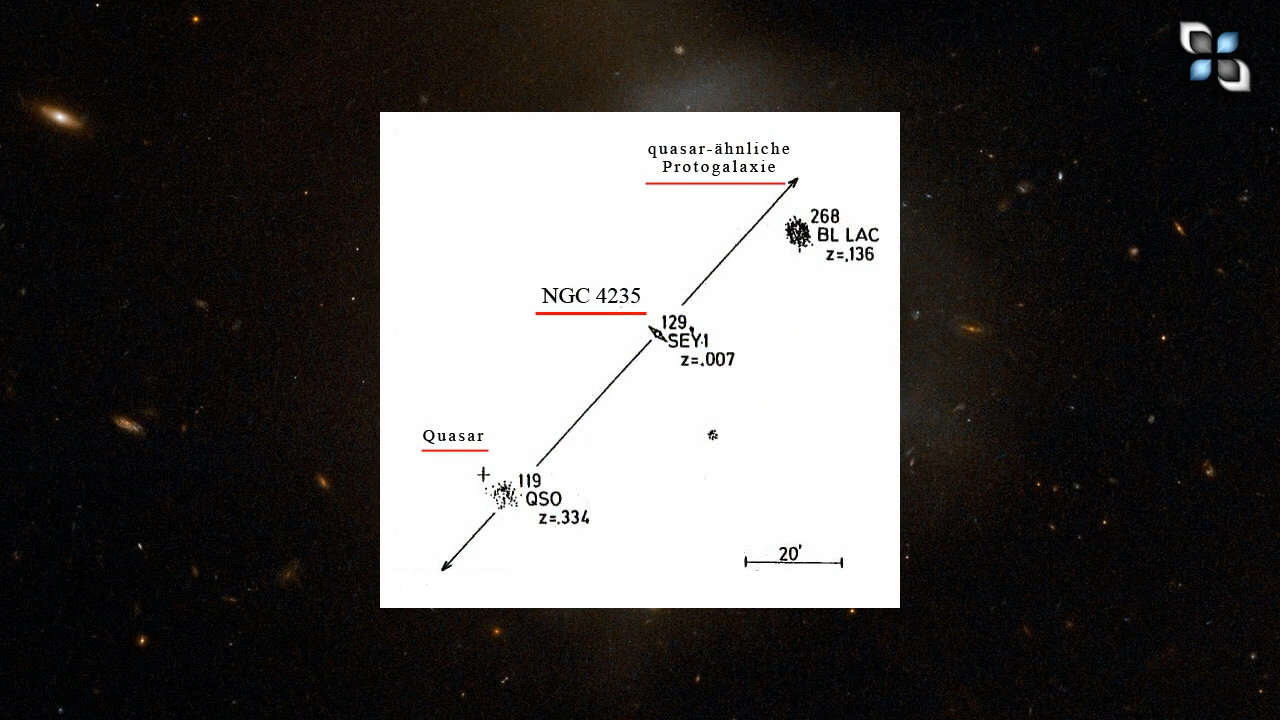 quasar-ähnliche
Protogalaxie
268
BL LAC
z=.136
NGC 4235
129
SEY1
z=.007
Quasar
119
QSO
z=.334
20'